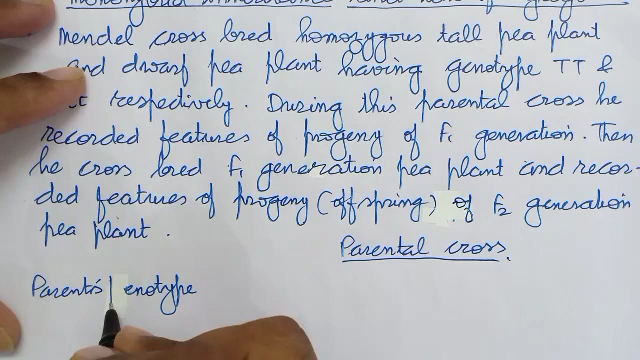 Mendel cross bred homozygous tall pea plant
and dwarf pea plant having genotype TT &
respectively. During this parental cross he
recorded features of progeny of F1 generation. Then
he cross bred F1 generation pea plant and recor-
ded features of progeny (offspring) of F2 generation
pea plant.
Parental cross.
Parents enotype